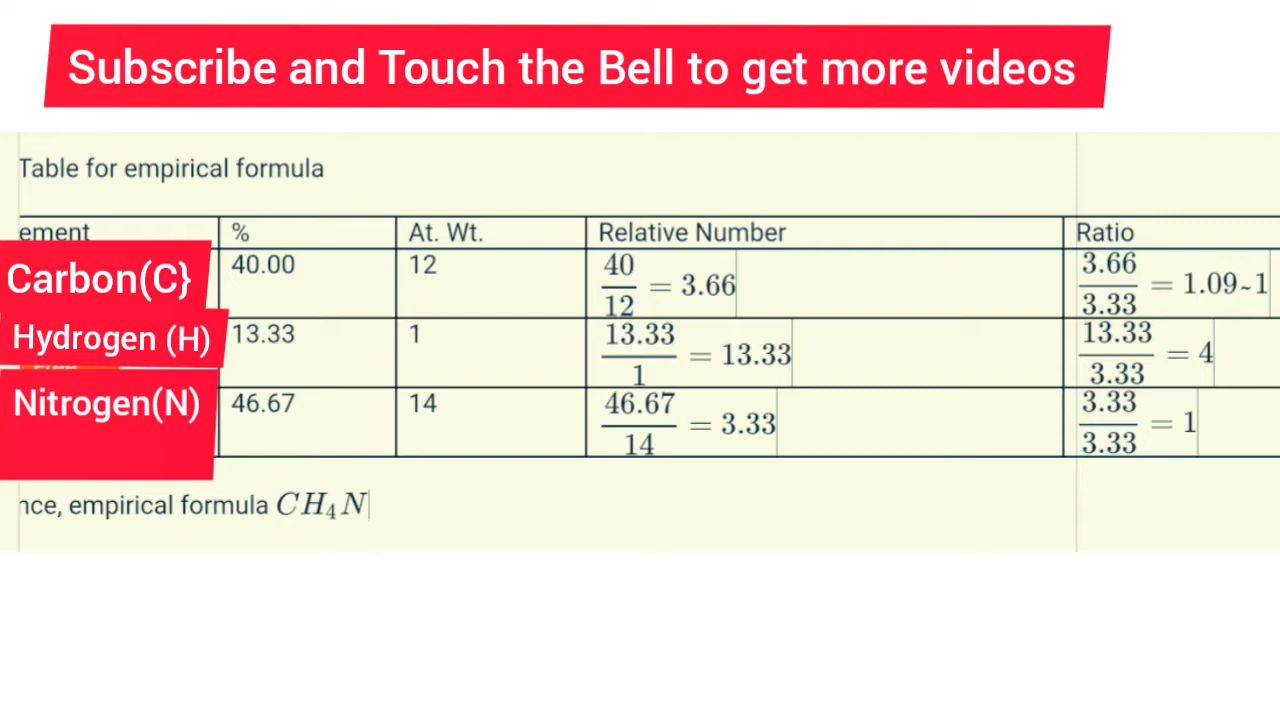 Subscribe and Touch the Bell to get more videos
Table for empirical formula
ement % At. Wt. Relative Number Ratio
Carbon(C} 40.00 12 40/12 = 3.66 3.66/3.33 = 1.09~1
Hydrogen (H) 13.33 1 13.33/1 = 13.33 13.33/3.33 = 4
Nitrogen(N) 46.67 14 46.67/14 = 3.33 3.33/3.33 = 1
nce, empirical formula CH₄N